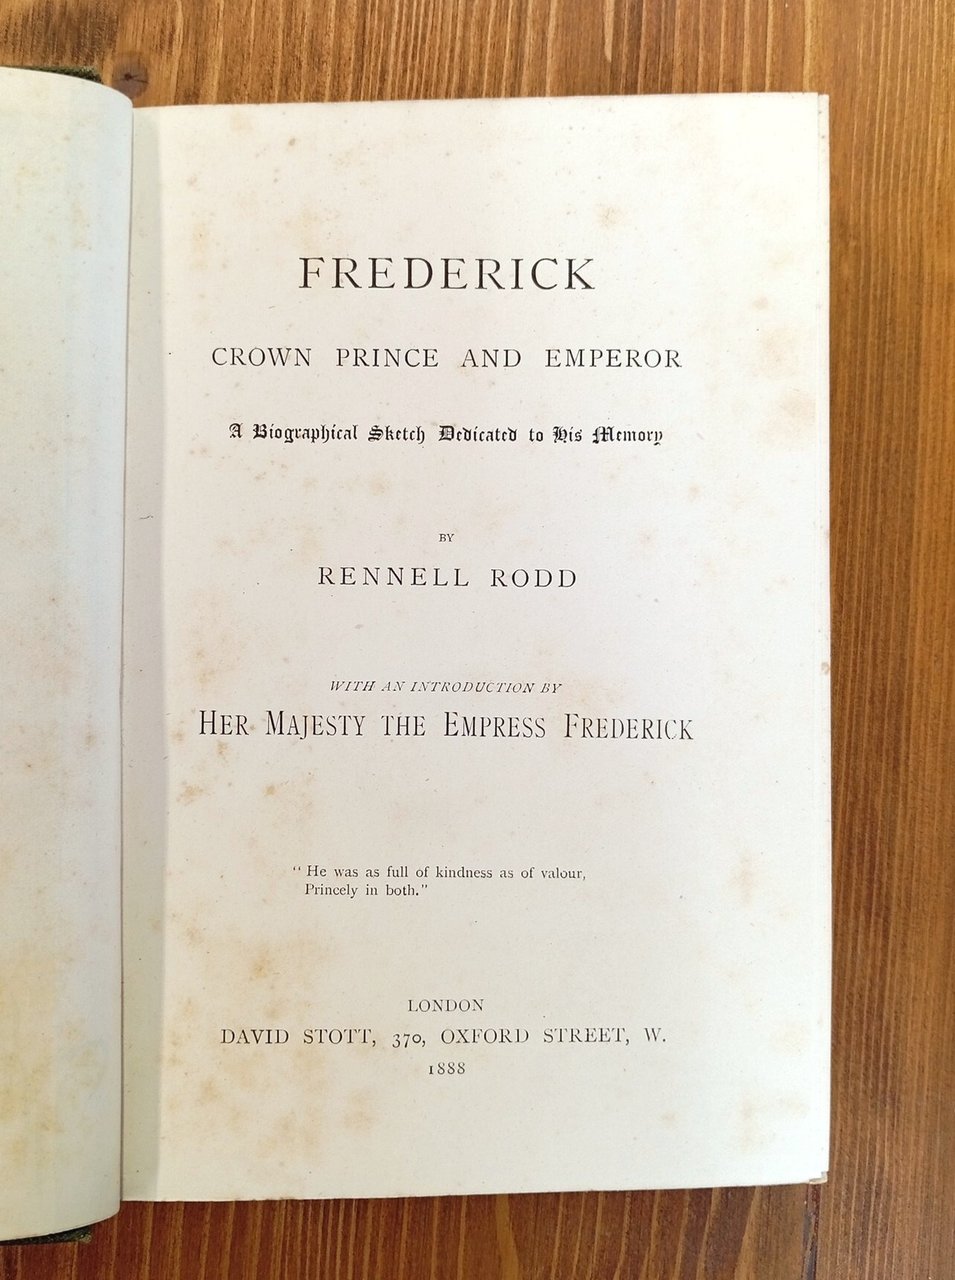 FREDERICK
CROWN PRINCE AND EMPEROR
A Biographical Sketch Dedicated to His Memory
BY
RENNELL RODD
WITH AN INTRODUCTION BY
HER MAJESTY THE EMPRESS FREDERICK
“ He was as full of kindness as of valour,
Princely in both.”
LONDON
DAVID STOTT, 370, OXFORD STREET, W.
1888